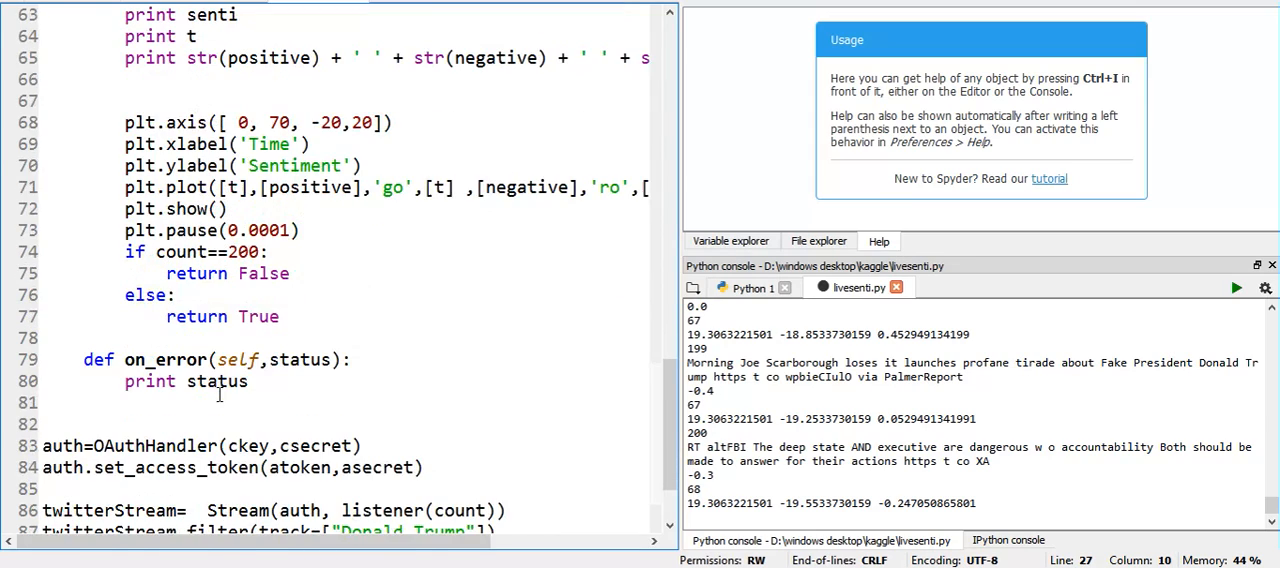 63 print senti
64 print t
65 print str(positive) + ' ' + str(negative) + ' ' + s
66
67
68 plt.axis([ 0, 70, -20,20])
69 plt.xlabel('Time')
70 plt.ylabel('Sentiment')
71 plt.plot([t],[positive],'go',[t] ,[negative],'ro',[
72 plt.show()
73 plt.pause(0.0001)
74 if count==200:
75 return False
76 else:
77 return True
78
79 def on_error(self,status):
80 print status
81
82
83 auth=OAuthHandler(ckey,csecret)
84 auth.set_access_token(atoken,asecret)
85
86 twitterStream= Stream(auth, listener(count))
87 twitterStream.filter(track=["Donald Trump"])
Usage
Here you can get help of any object by pressing Ctrl+I in
front of it, either on the Editor or the Console.
Help can also be shown automatically after writing a left
parenthesis next to an object. You can activate this
behavior in Preferences > Help.
New to Spyder? Read our tutorial
Variable explorer File explorer Help
Python console - D:\windows desktop\kaggle\livesenti.py
Python 1 livesenti.py
0.0
67
19.3063221501 -18.8533730159 0.452949134199
199
Morning Joe Scarborough loses it launches profane tirade about Fake President Donald Tr
ump https t co wpbieCIulO via PalmerReport
-0.4
67
19.3063221501 -19.2533730159 0.0529491341991
200
RT altFBI The deep state AND executive are dangerous w o accountability Both should be
made to answer for their actions https t co XA
-0.3
68
19.3063221501 -19.5533730159 -0.247050865801
Python console - D:\windows desktop\kaggle\livesenti.py IPython console
Permissions: RW End-of-lines: CRLF Encoding: UTF-8 Line: 27 Column: 10 Memory: 44 %